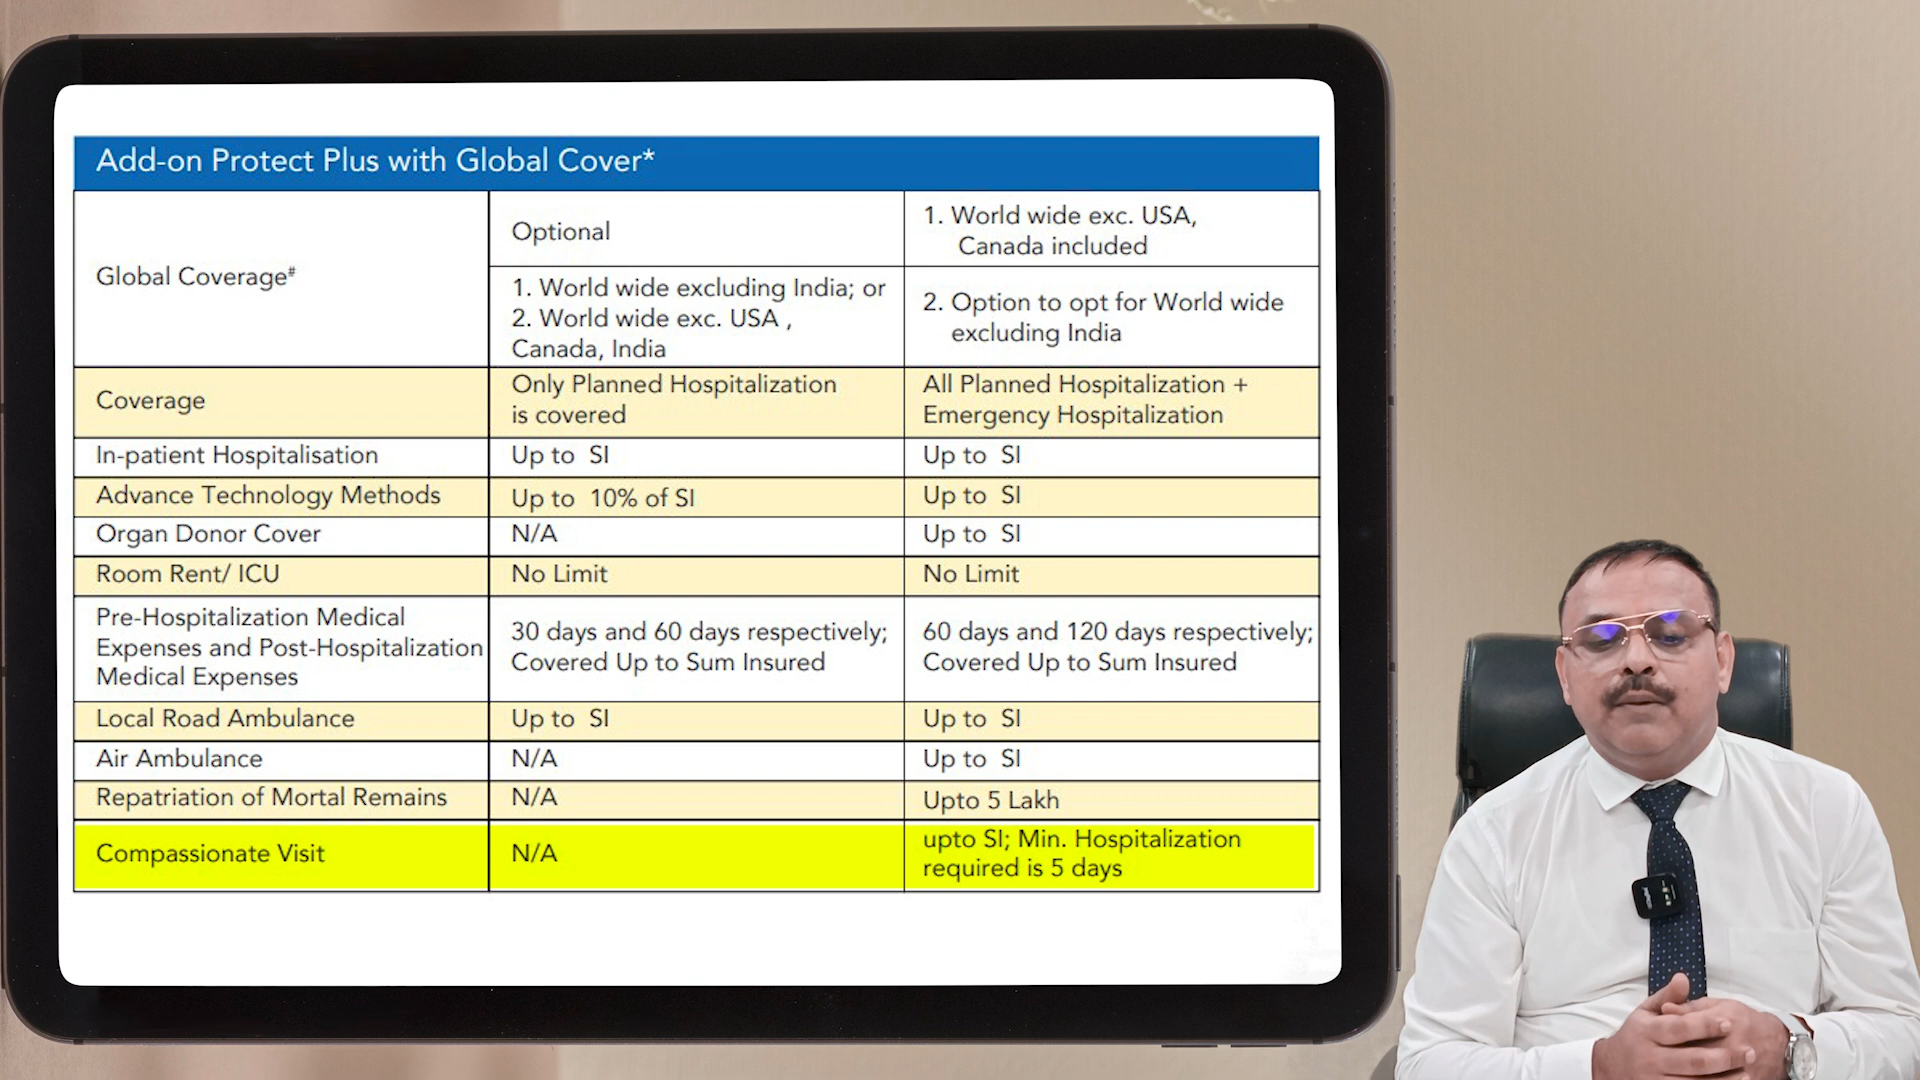 Add-on Protect Plus with Global Cover*
Global Coverage#
Optional
1. World wide exc. USA,
Canada included
1. World wide excluding India; or
2. World wide exc. USA ,
Canada, India
2. Option to opt for World wide
excluding India
Coverage
Only Planned Hospitalization
is covered
All Planned Hospitalization +
Emergency Hospitalization
In-patient Hospitalisation
Up to SI
Up to SI
Advance Technology Methods
Up to 10% of SI
Up to SI
Organ Donor Cover
N/A
Up to SI
Room Rent/ ICU
No Limit
No Limit
Pre-Hospitalization Medical
Expenses and Post-Hospitalization
Medical Expenses
30 days and 60 days respectively;
Covered Up to Sum Insured
60 days and 120 days respectively;
Covered Up to Sum Insured
Local Road Ambulance
Up to SI
Up to SI
Air Ambulance
N/A
Up to SI
Repatriation of Mortal Remains
N/A
Upto 5 Lakh
Compassionate Visit
N/A
upto SI; Min. Hospitalization
required is 5 days